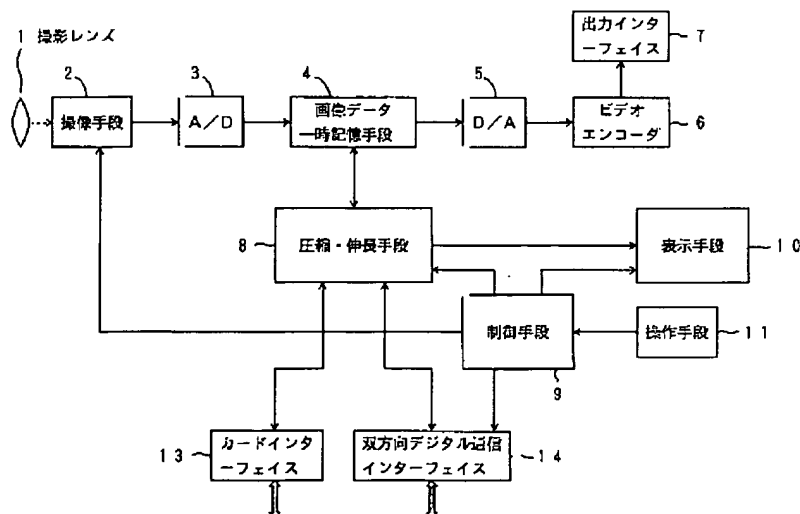 1 撮影レンズ
2
撮像手段
3
A/D
4
画像データ
一時記憶手段
5
D/A
出力インタ
ーフェイス
7
ビデオ
エンコーダ
6
8
圧縮・伸長手段
表示手段
10
制御手段
9
操作手段
11
13
カードインタ
ーフェイス
双方向デジタル通信
インターフェイス
14